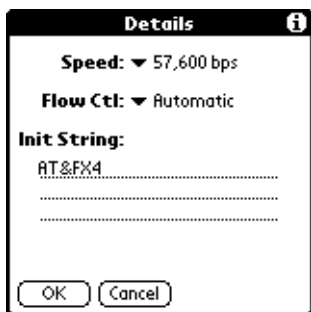 Details
Speed: 57,600 bps
Flow Ctl: Automatic
Init String:
AT&FX4
OK Cancel